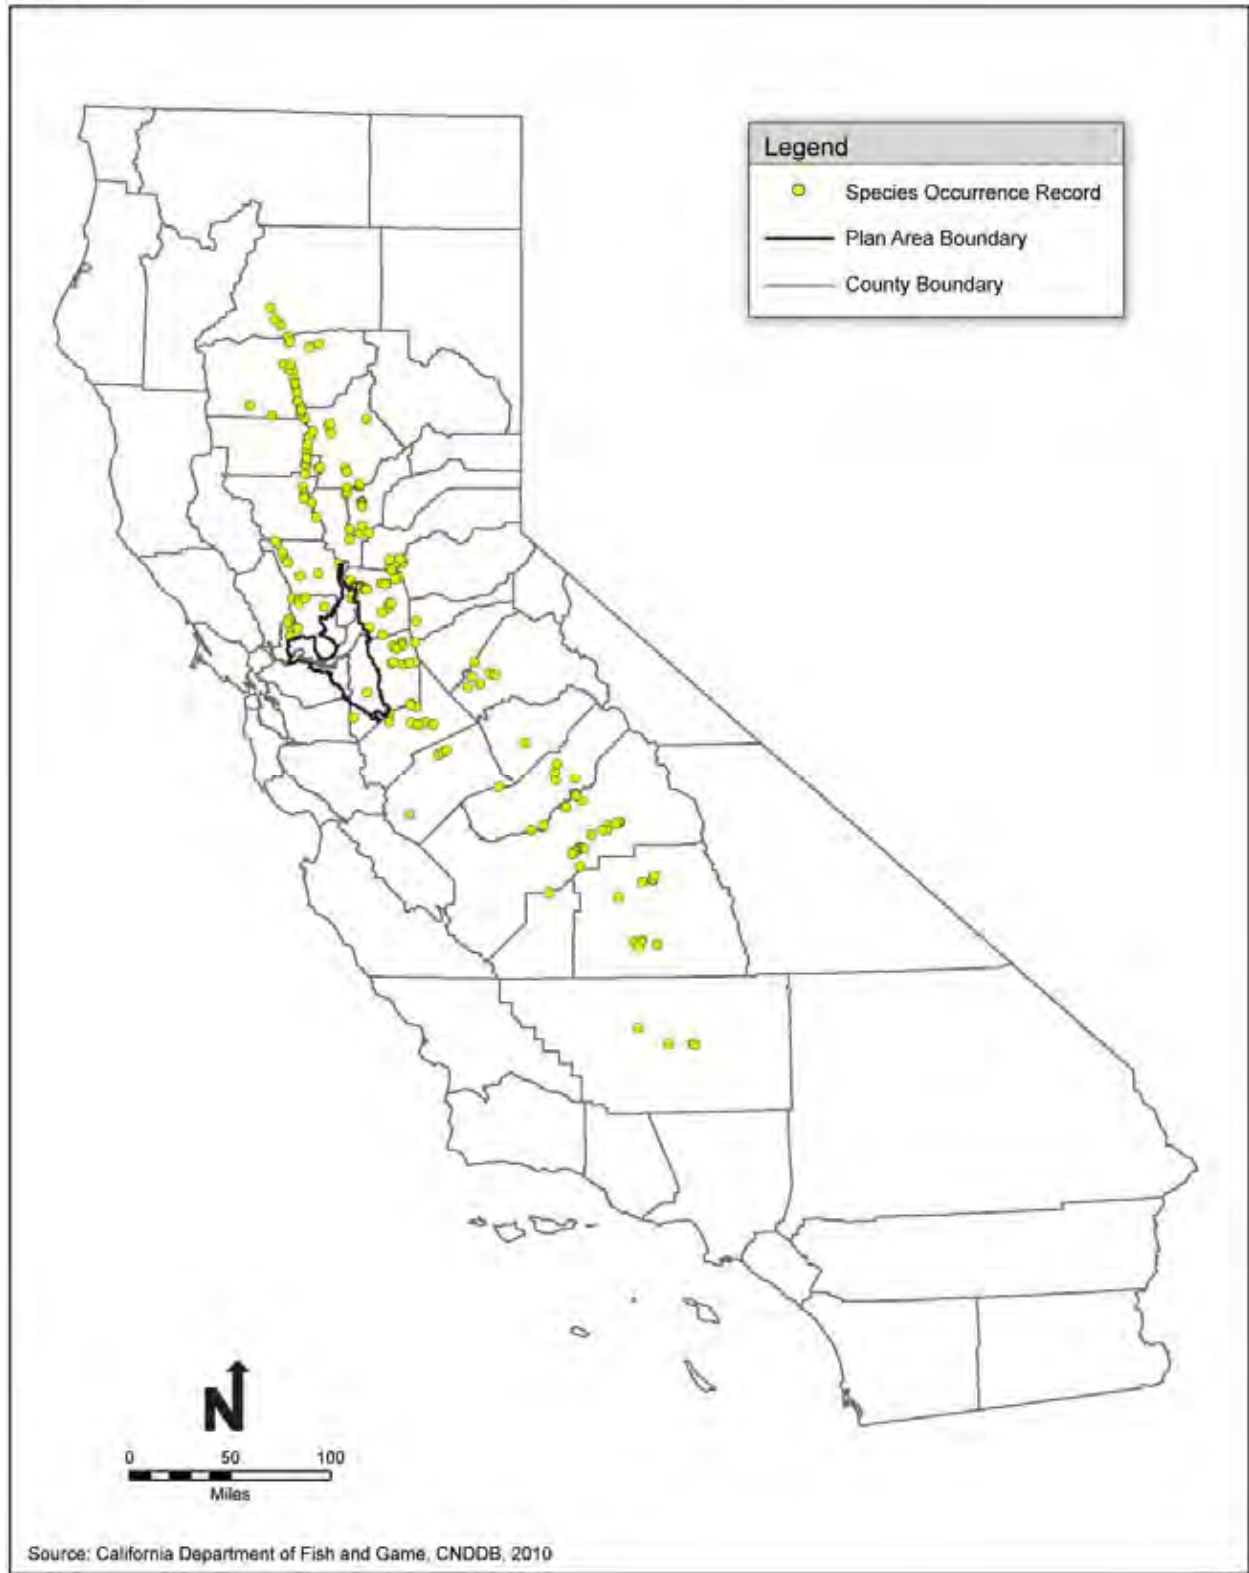 Legend
Species Occurrence Record
Plan Area Boundary
County Boundary
N
0 50 100
Miles
Source: California Department of Fish and Game, CNDDB, 2010